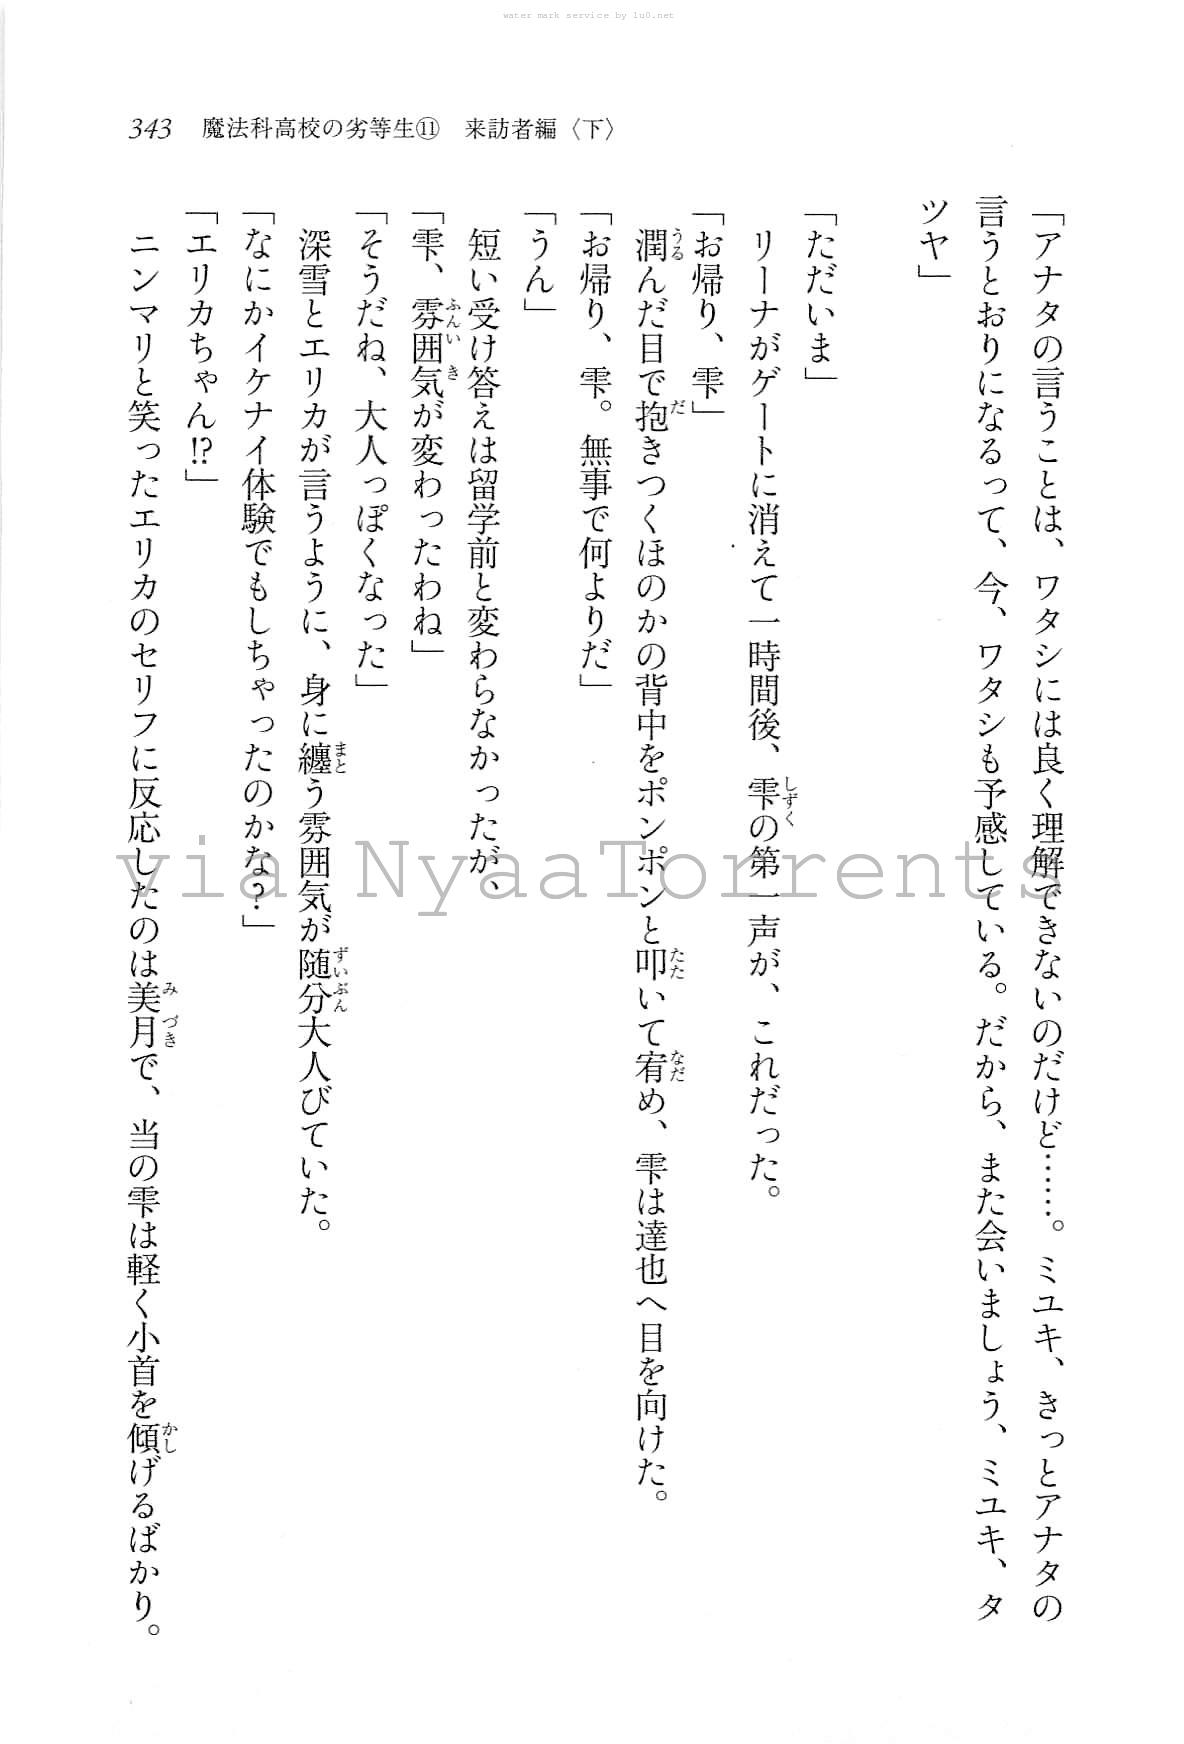 water mark service by lu0.net
343　魔法科高校の劣等生⑪　来訪者編〈下〉
「アナタの言うことは、ワタシには良く理解できないのだけど……。ミユキ、きっとアナタの
言うとおりになるって、今、ワタシも予感している。だから、また会いましょう、ミユキ、タ
ツヤ」
「ただいま」
リーナがゲートに消えて一時間後、雫の第一声が、これだった。
「お帰り、雫」
潤んだ目で抱きつくほのかの背中をポンポンと叩いて宥め、雫は達也へ目を向けた。
「お帰り、雫。無事で何よりだ」
「うん」
短い受け答えは留学前と変わらなかったが、
「雫、雰囲気が変わったわね」
「そうだね、大人っぽくなった」
深雪とエリカが言うように、身に纏う雰囲気が随分大人びていた。
「なにかイケナイ体験でもしちゃったのかな?」
「エリカちゃん!?」
ニンマリと笑ったエリカのセリフに反応したのは美月で、当の雫は軽く小首を傾げるばかり。
via NyaaTorrents